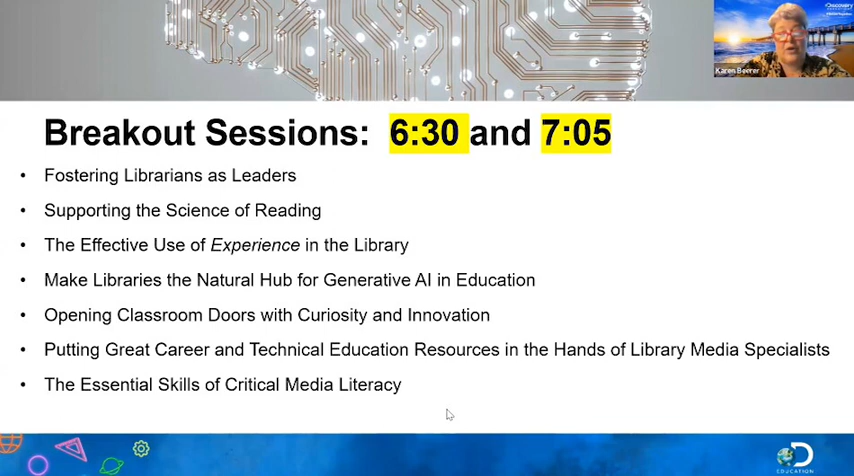 Discovery
EDUCATION
Karen Beerer
Breakout Sessions: 6:30 and 7:05
• Fostering Librarians as Leaders
• Supporting the Science of Reading
• The Effective Use of Experience in the Library
• Make Libraries the Natural Hub for Generative AI in Education
• Opening Classroom Doors with Curiosity and Innovation
• Putting Great Career and Technical Education Resources in the Hands of Library Media Specialists
• The Essential Skills of Critical Media Literacy
D
EDUCATION